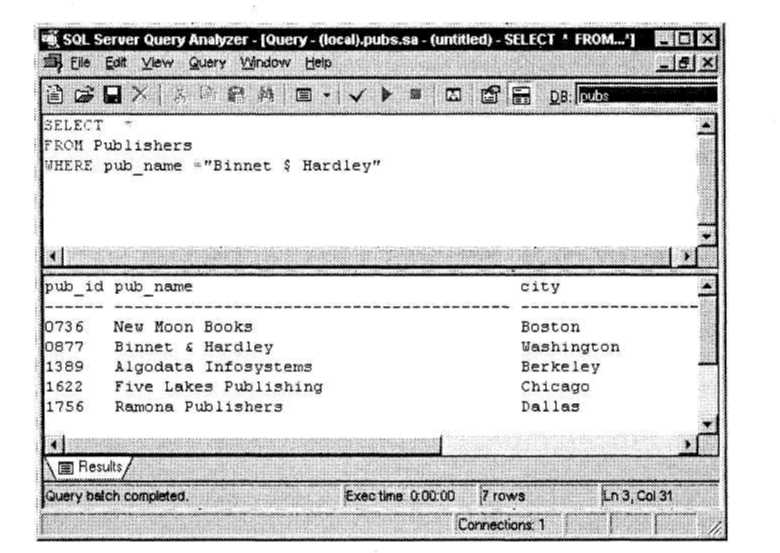 SQL Server Query Analyzer - [Query - (local).pubs.sa - (untitled) - SELECT * FROM...*]
File Edit View Query Window Help
DB: pubs
SELECT *
FROM Publishers
WHERE pub_name ="Binnet $ Hardley"
pub_id pub_name city
0736 New Moon Books Boston
0877 Binnet & Hardley Washington
1389 Algodata Infosystems Berkeley
1622 Five Lakes Publishing Chicago
1756 Ramona Publishers Dallas
Results
Query batch completed. Exec time: 0:00:00 7 rows Ln 3, Col 31
Connections: 1